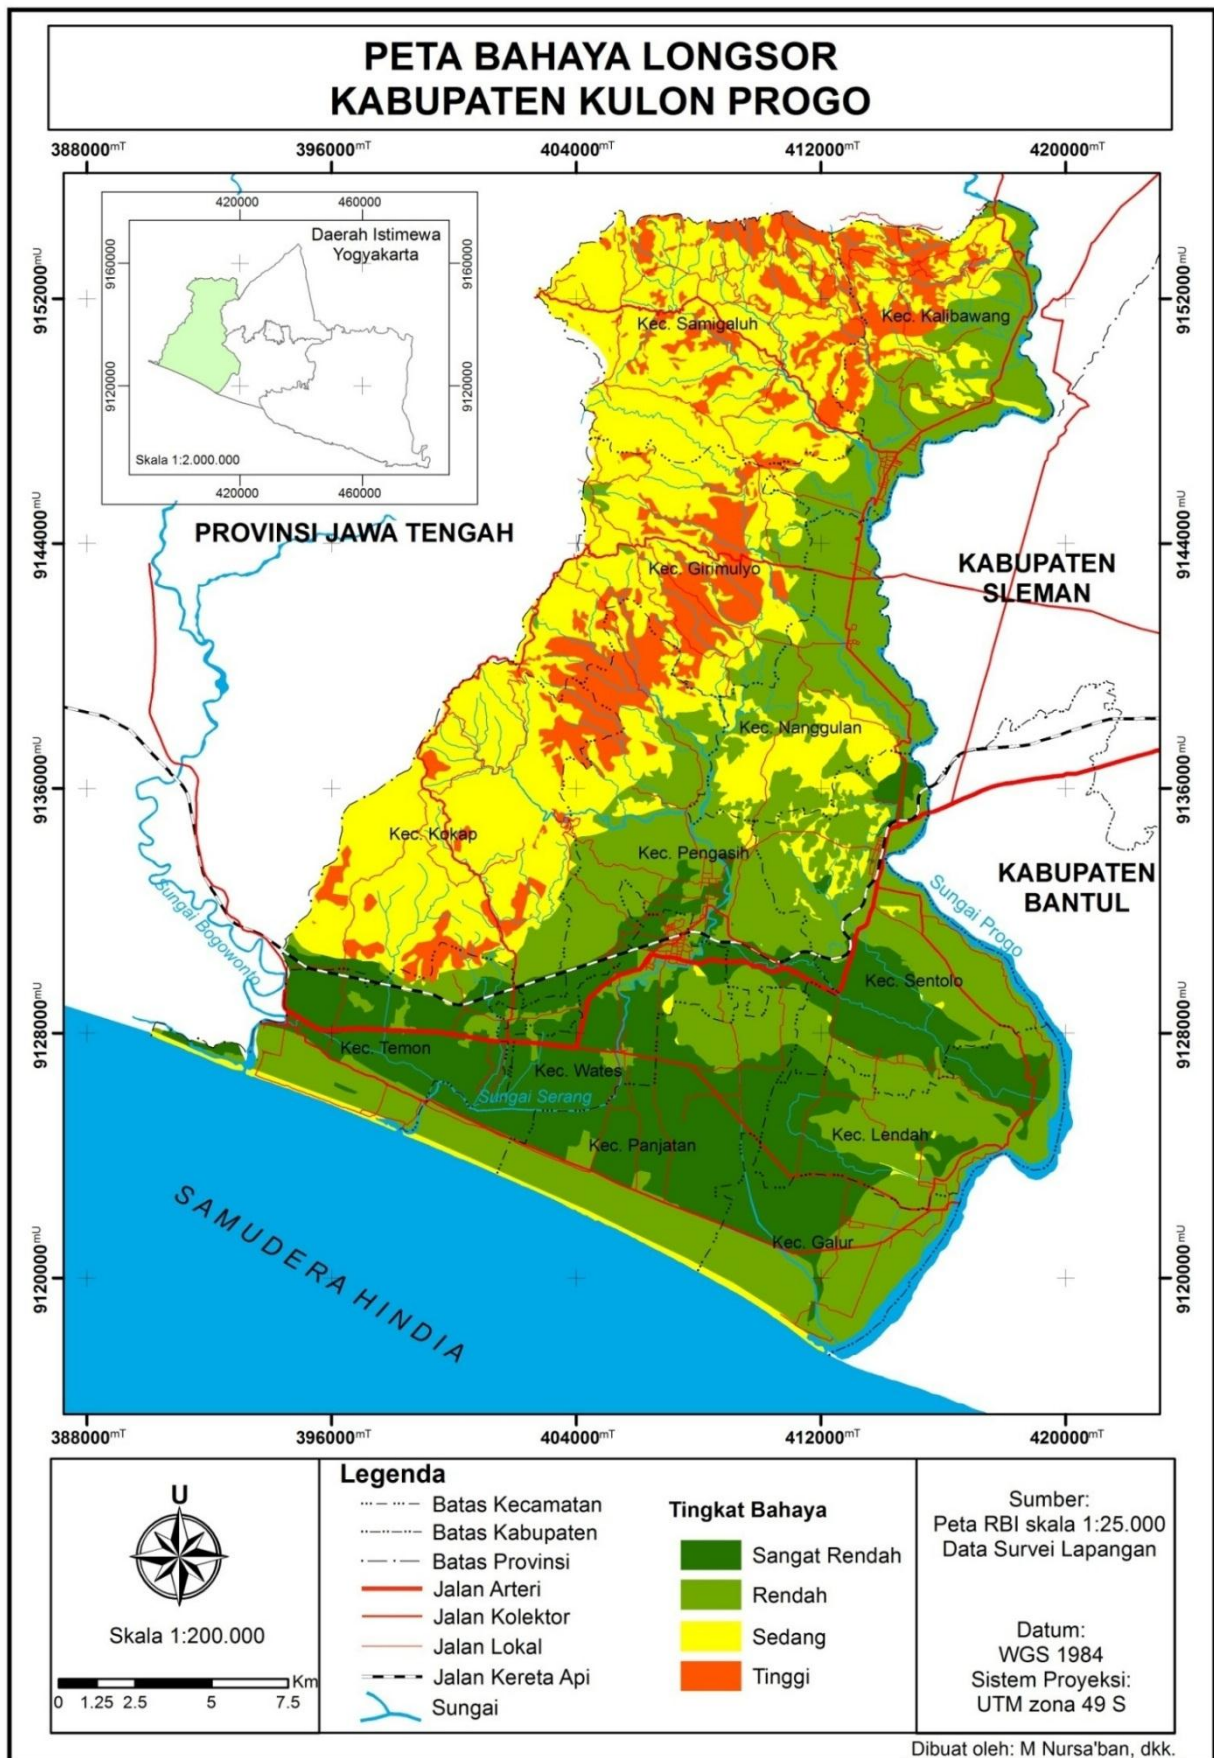 PETA BAHAYA LONGSOR
KABUPATEN KULON PROGO
388000mT 396000mT 404000mT 412000mT 420000mT
420000 460000
Daerah Istimewa
Yogyakarta
9160000 9160000
9120000 9120000
Skala 1:2.000.000
420000 460000
9152000mU 9152000mU
Kec. Samigaluh
Kec. Kalibawang
PROVINSI JAWA TENGAH
9144000mU 9144000mU
KABUPATEN
SLEMAN
Kec. Girimulyo
Kec. Nanggulan
9136000mU 9136000mU
Kec. Kokap
Kec. Pengasih
KABUPATEN
BANTUL
Sungai Bogowonto
Sungai Progo
Kec. Sentolo
9128000mU 9128000mU
Kec. Temon
Kec. Wates
Sungai Serang
Kec. Panjatan
Kec. Lendah
Kec. Galur
SAMUDERA HINDIA
9120000mU 9120000mU
388000mT 396000mT 404000mT 412000mT 420000mT
U
Skala 1:200.000
Km
0 1.25 2.5 5 7.5
Legenda
Batas Kecamatan
Batas Kabupaten
Batas Provinsi
Jalan Arteri
Jalan Kolektor
Jalan Lokal
Jalan Kereta Api
Sungai
Tingkat Bahaya
Sangat Rendah
Rendah
Sedang
Tinggi
Sumber:
Peta RBI skala 1:25.000
Data Survei Lapangan
Datum:
WGS 1984
Sistem Proyeksi:
UTM zona 49 S
Dibuat oleh: M Nursa'ban, dkk.